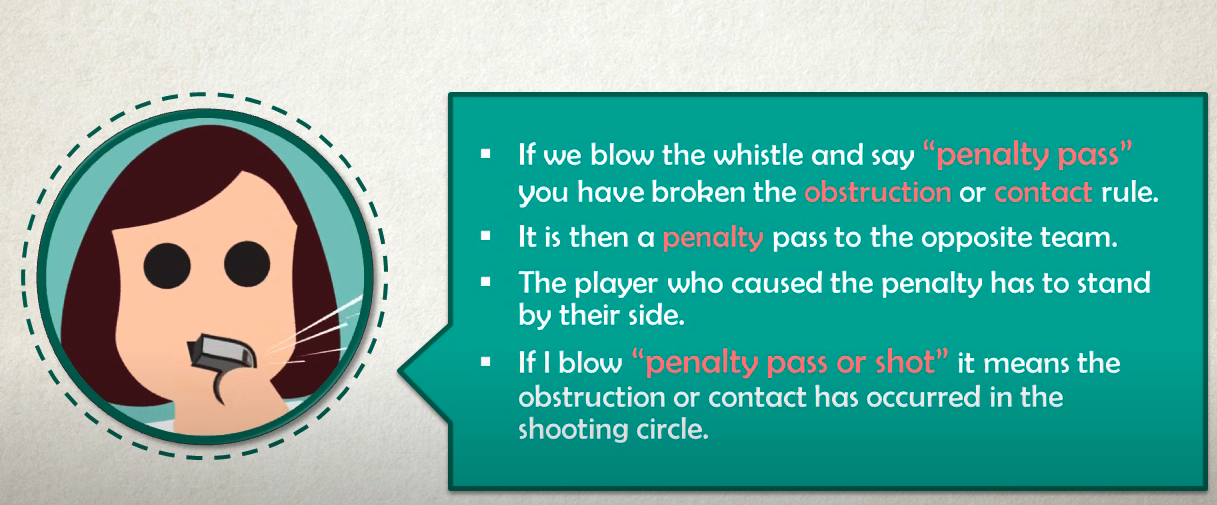 ▪ If we blow the whistle and say “penalty pass”
you have broken the obstruction or contact rule.
▪ It is then a penalty pass to the opposite team.
▪ The player who caused the penalty has to stand
by their side.
▪ If I blow “penalty pass or shot” it means the
obstruction or contact has occurred in the
shooting circle.